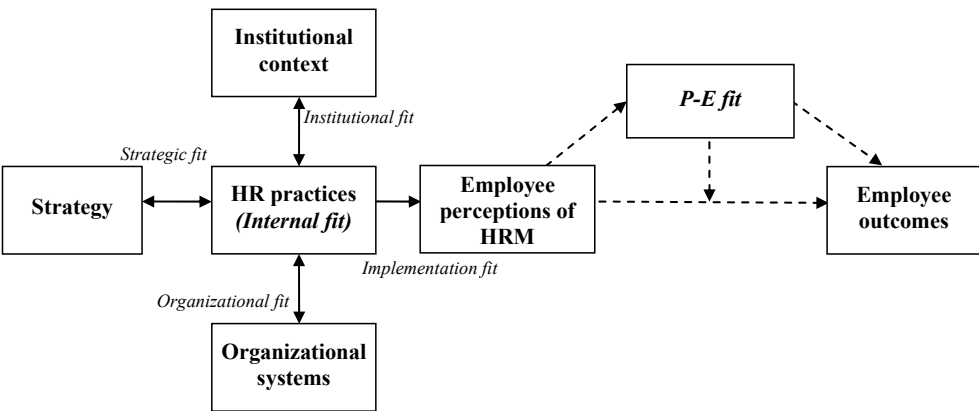 Institutional
context
Institutional fit
P-E fit
Strategic fit
Strategy
HR practices
(Internal fit)
Employee
perceptions of
HRM
Employee
outcomes
Implementation fit
Organizational fit
Organizational
systems